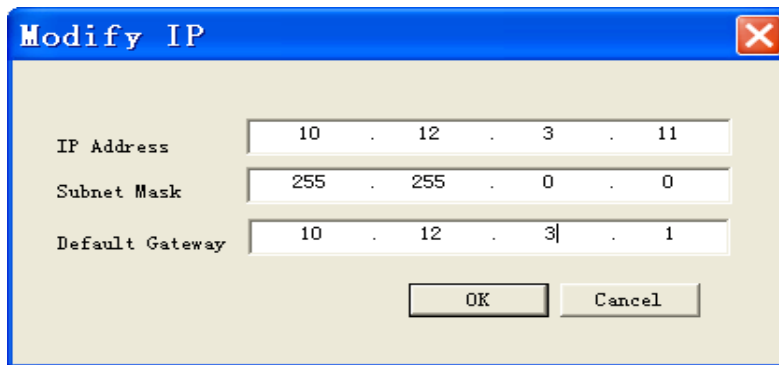 Modify IP
IP Address 10 . 12 . 3 . 11
Subnet Mask 255 . 255 . 0 . 0
Default Gateway 10 . 12 . 3 . 1
OK Cancel